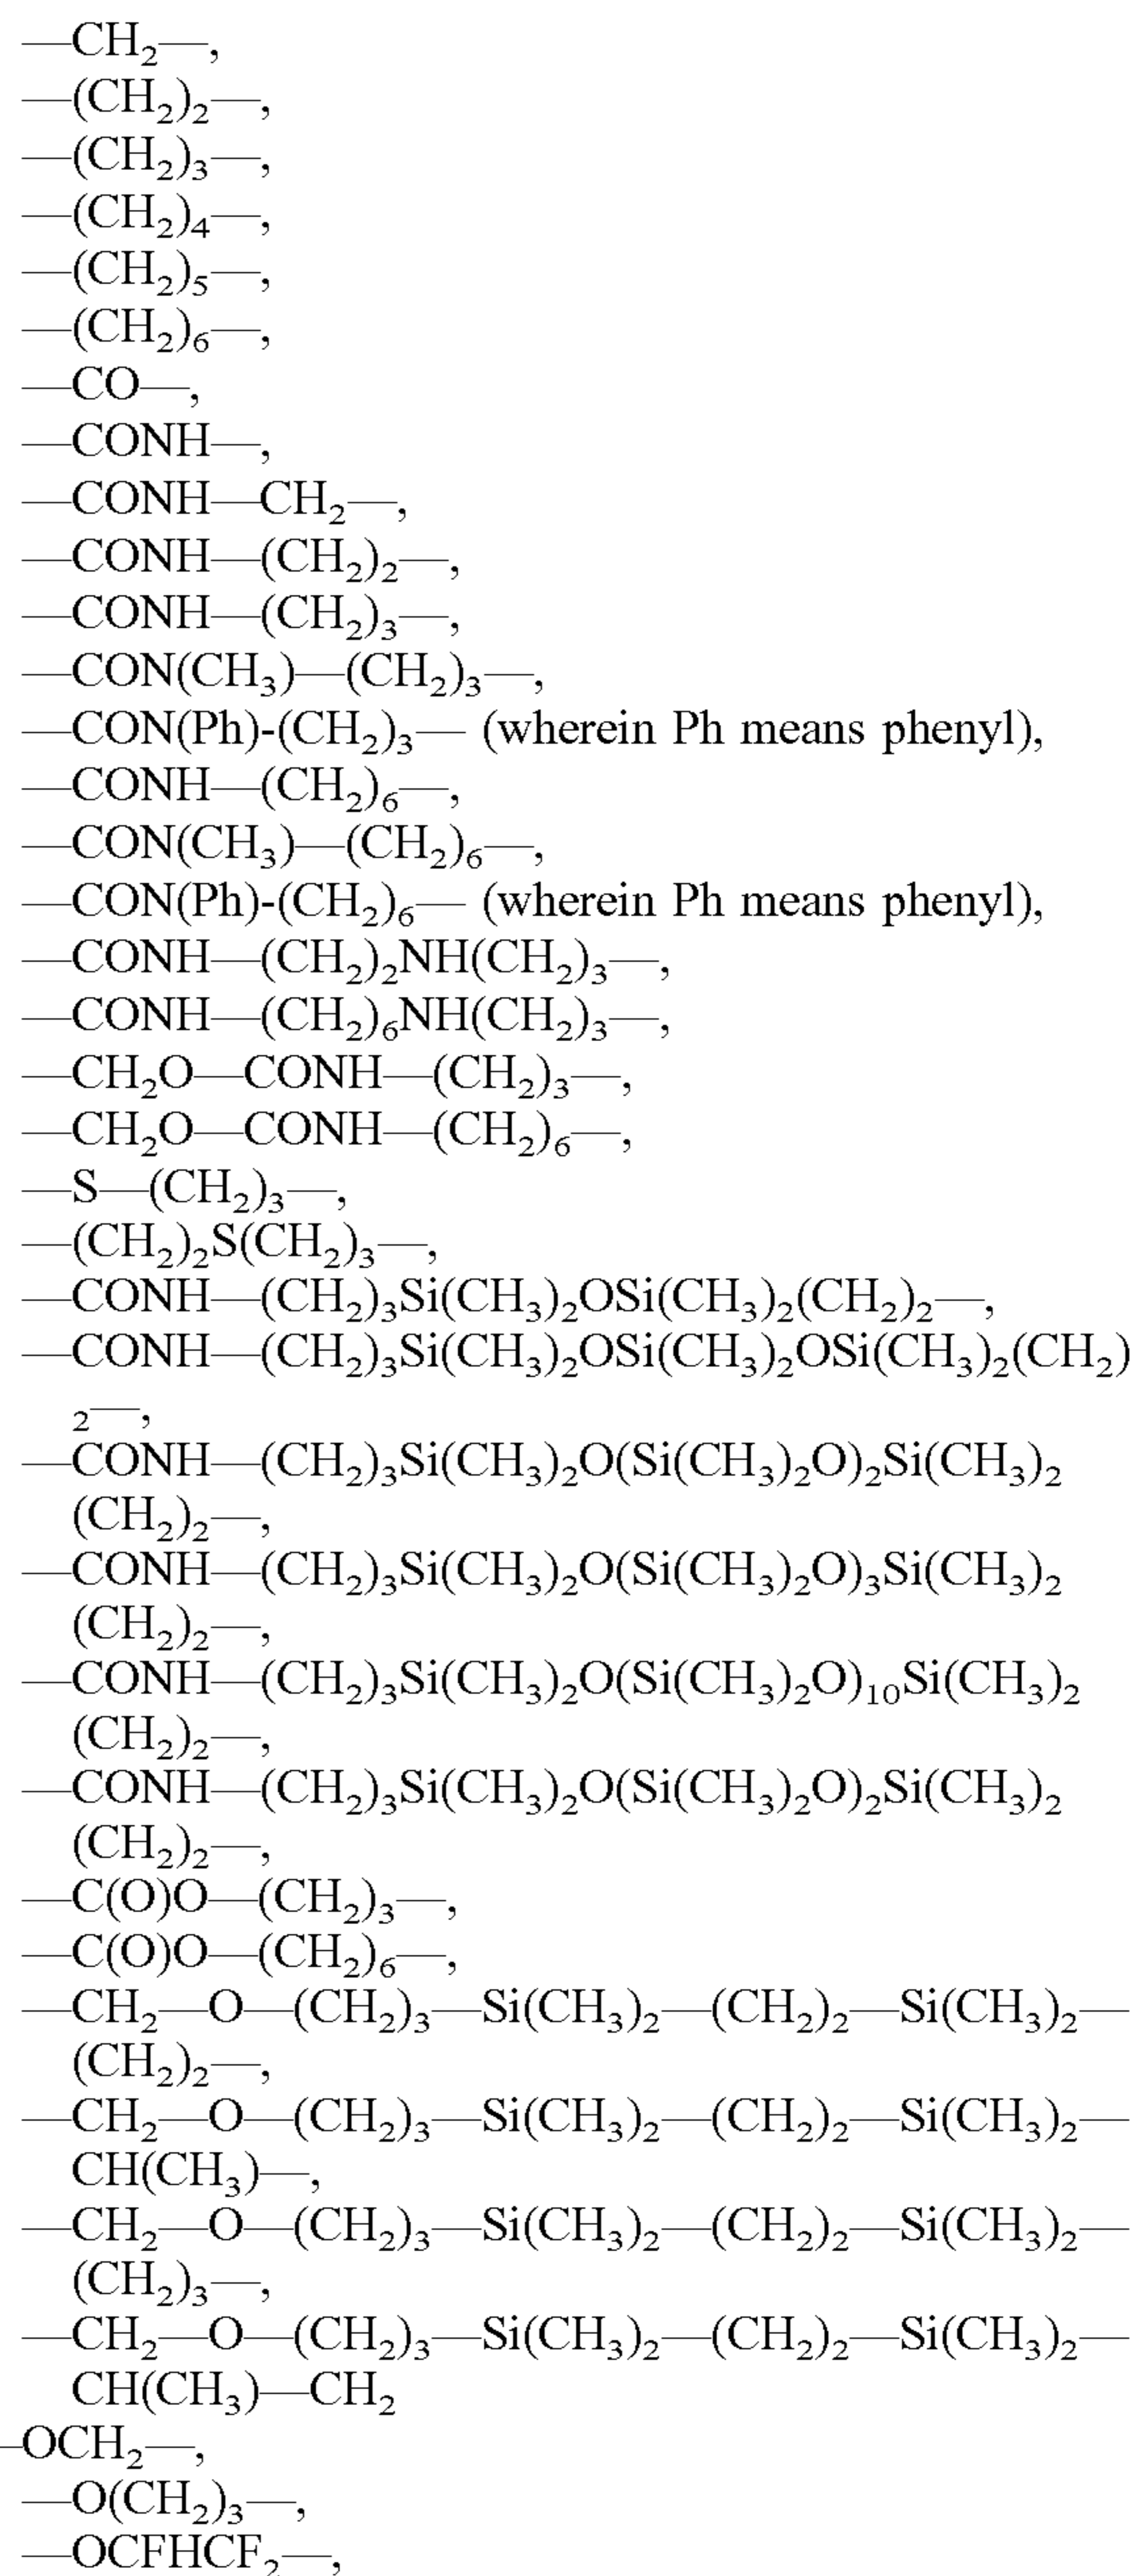 —CH₂—,
—(CH₂)₂—,
—(CH₂)₃—,
—(CH₂)₄—,
—(CH₂)₅—,
—(CH₂)₆—,
—CO—,
—CONH—,
—CONH—CH₂—,
—CONH—(CH₂)₂—,
—CONH—(CH₂)₃—,
—CON(CH₃)—(CH₂)₃—,
—CON(Ph)-(CH₂)₃— (wherein Ph means phenyl),
—CONH—(CH₂)₆—,
—CON(CH₃)—(CH₂)₆—,
—CON(Ph)-(CH₂)₆— (wherein Ph means phenyl),
—CONH—(CH₂)₂NH(CH₂)₃—,
—CONH—(CH₂)₆NH(CH₂)₃—,
—CH₂O—CONH—(CH₂)₃—,
—CH₂O—CONH—(CH₂)₆—,
—S—(CH₂)₃—,
—(CH₂)₂S(CH₂)₃—,
—CONH—(CH₂)₃Si(CH₃)₂OSi(CH₃)₂(CH₂)₂—,
—CONH—(CH₂)₃Si(CH₃)₂OSi(CH₃)₂OSi(CH₃)₂(CH₂)
₂—,
—CONH—(CH₂)₃Si(CH₃)₂O(Si(CH₃)₂O)₂Si(CH₃)₂
(CH₂)₂—,
—CONH—(CH₂)₃Si(CH₃)₂O(Si(CH₃)₂O)₃Si(CH₃)₂
(CH₂)₂—,
—CONH—(CH₂)₃Si(CH₃)₂O(Si(CH₃)₂O)₁₀Si(CH₃)₂
(CH₂)₂—,
—CONH—(CH₂)₃Si(CH₃)₂O(Si(CH₃)₂O)₂Si(CH₃)₂
(CH₂)₂—,
—C(O)O—(CH₂)₃—,
—C(O)O—(CH₂)₆—,
—CH₂—O—(CH₂)₃—Si(CH₃)₂—(CH₂)₂—Si(CH₃)₂—
(CH₂)₂—,
—CH₂—O—(CH₂)₃—Si(CH₃)₂—(CH₂)₂—Si(CH₃)₂—
CH(CH₃)—,
—CH₂—O—(CH₂)₃—Si(CH₃)₂—(CH₂)₂—Si(CH₃)₂—
(CH₂)₃—,
—CH₂—O—(CH₂)₃—Si(CH₃)₂—(CH₂)₂—Si(CH₃)₂—
CH(CH₃)—CH₂
–OCH₂—,
—O(CH₂)₃—,
—OCFHCF₂—,